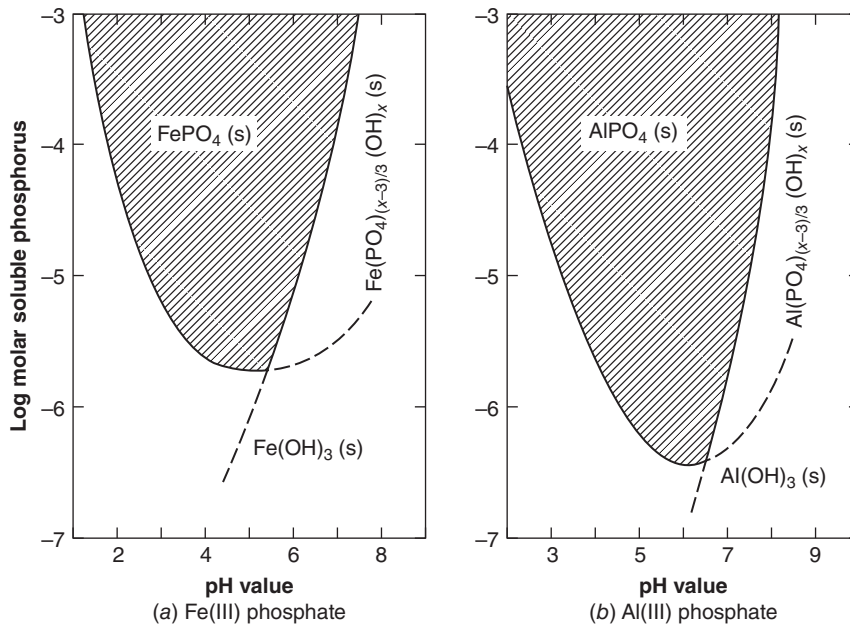 Log molar soluble phosphorus
–3
–4
–5
–6
–7
FePO₄ (s)
Fe(PO₄)₍ₓ₋₃₎/₃ (OH)ₓ (s)
Fe(OH)₃ (s)
2
4
6
8
pH value
(a) Fe(III) phosphate
–3
–4
–5
–6
–7
AlPO₄ (s)
Al(PO₄)₍ₓ₋₃₎/₃ (OH)ₓ (s)
Al(OH)₃ (s)
3
5
7
9
pH value
(b) Al(III) phosphate